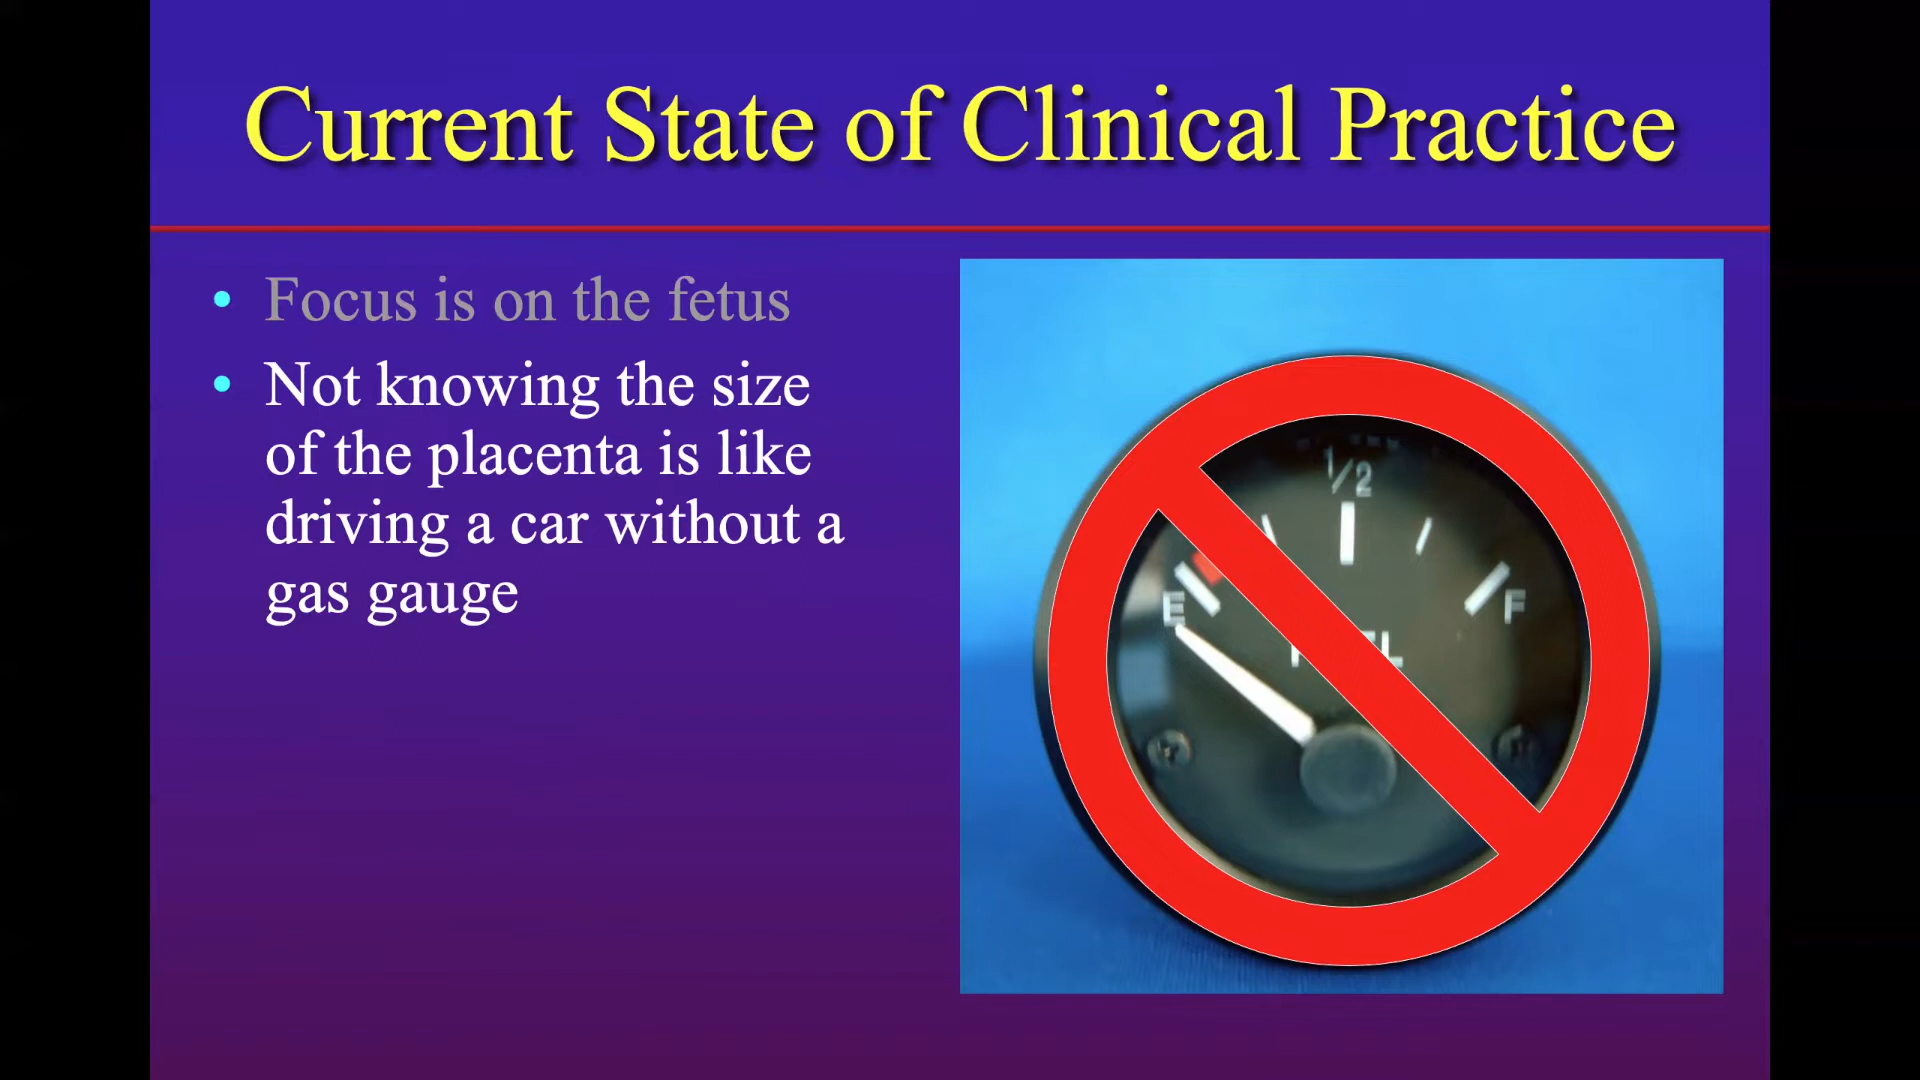 Current State of Clinical Practice
• Focus is on the fetus
• Not knowing the size
of the placenta is like
driving a car without a
gas gauge
1/2
E
F